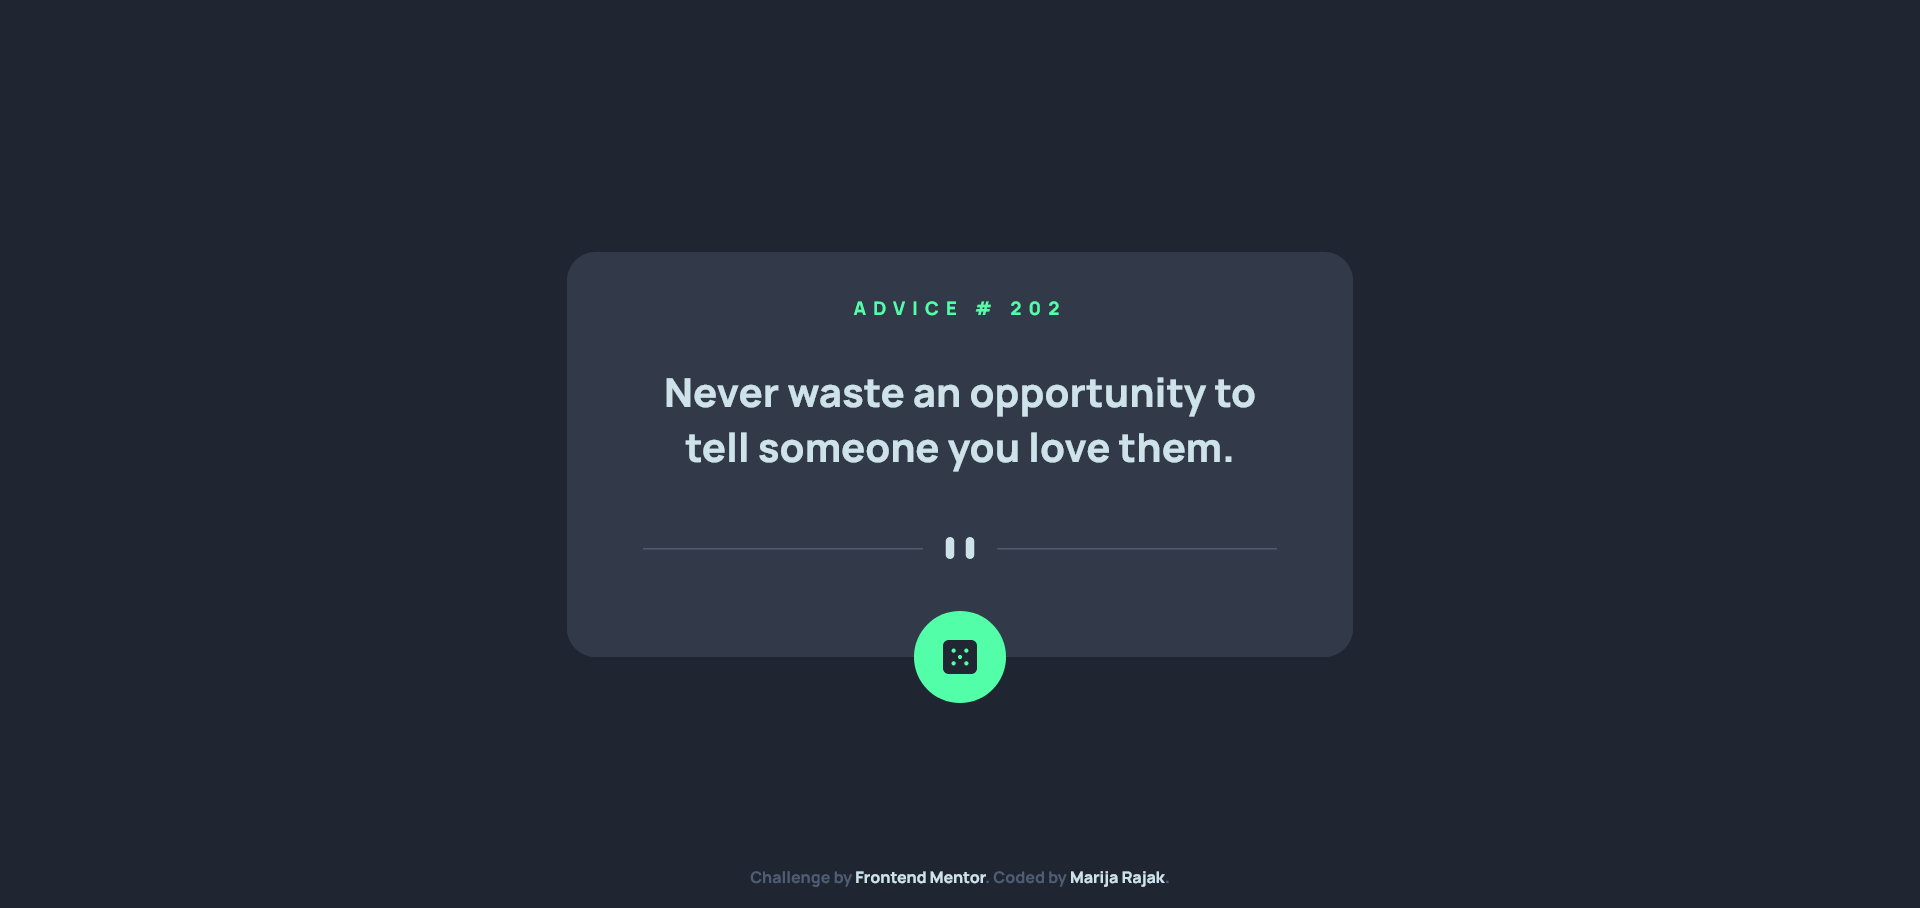 ADVICE # 202
Never waste an opportunity to
tell someone you love them.
Challenge by Frontend Mentor. Coded by Marija Rajak.